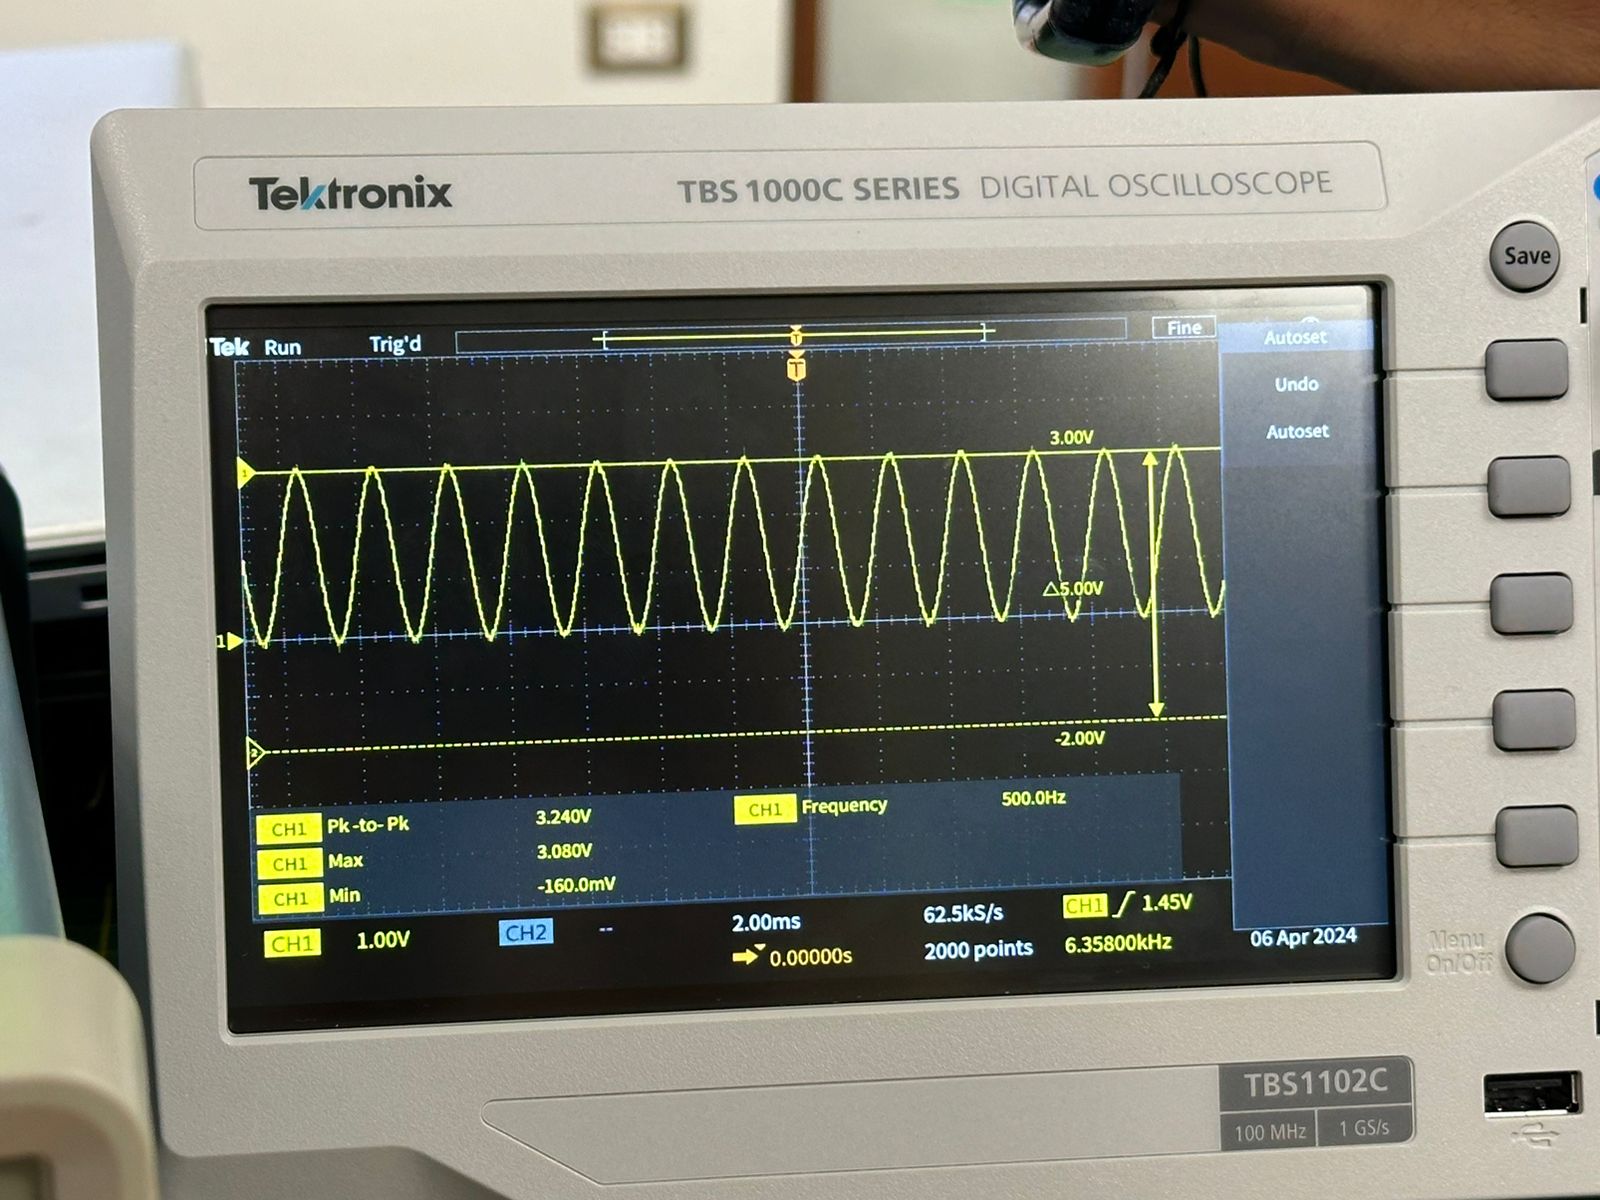 Tektronix TBS 1000C SERIES DIGITAL OSCILLOSCOPE
Save
Tek Run Trig'd T Fine Autoset
T
Undo
Autoset
3.00V
1
△5.00V
1
2
-2.00V
CH1 Pk-to-Pk 3.240V CH1 Frequency 500.0Hz
CH1 Max 3.080V
CH1 Min -160.0mV
CH1 1.00V CH2 -- 2.00ms 62.5kS/s CH1 1.45V
0.00000s 2000 points 6.35800kHz 06 Apr 2024
Menu
On/Off
TBS1102C
100 MHz 1 GS/s